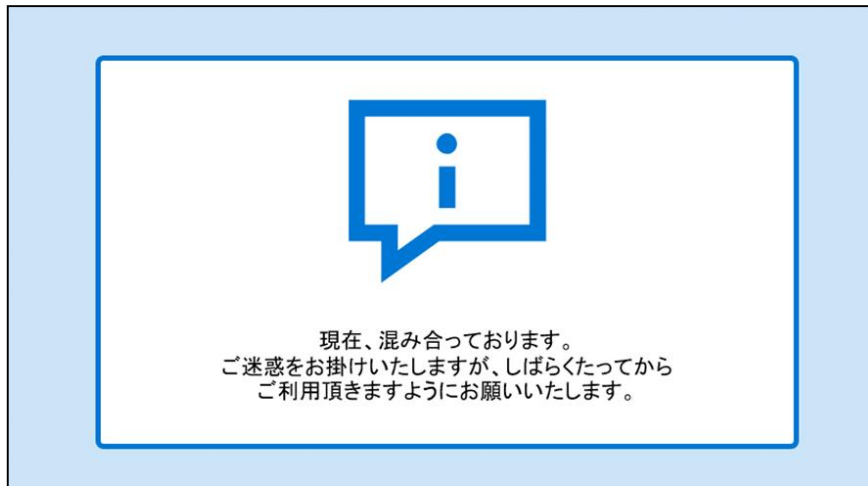 現在、混み合っております。
ご迷惑をお掛けいたしますが、しばらくたってから
ご利用頂きますようにお願いいたします。